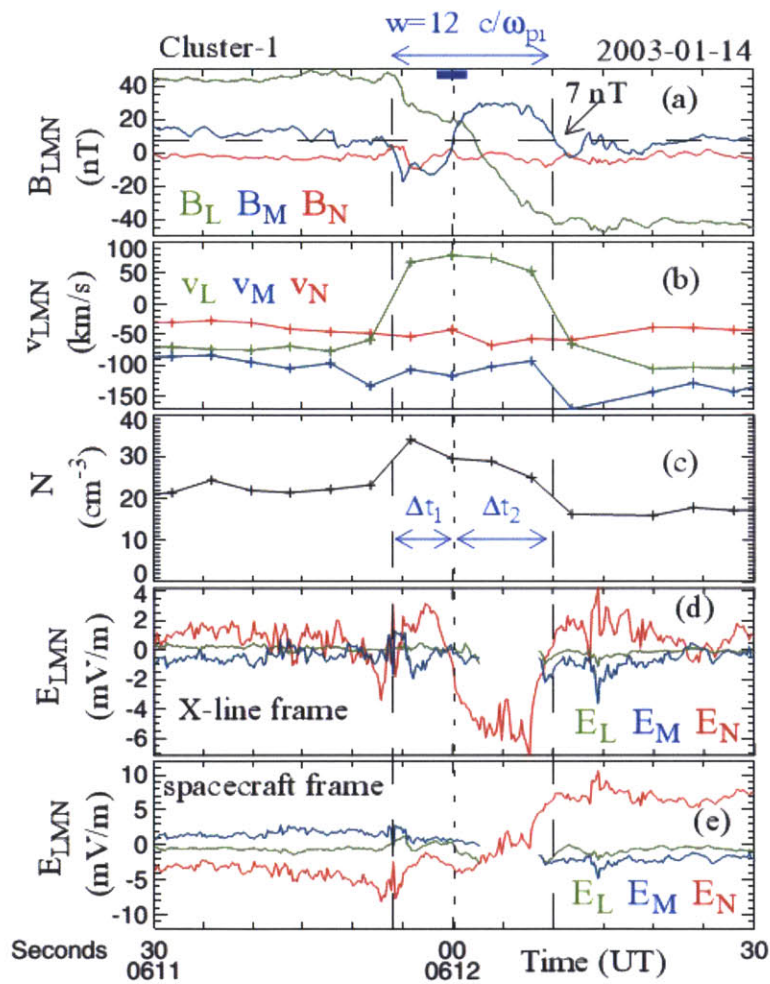 w=12 c/ωpi
Cluster-1 2003-01-14
40
20
0
-20
-40
BLMN
(nT)
7 nT
(a)
BL BM BN
100
50
0
-50
-100
-150
vLMN
(km/s)
vL vM vN
(b)
40
30
20
10
0
N
(cm-3)
(c)
Δt1 Δt2
4
2
0
-2
-4
-6
ELMN
(mV/m)
(d)
X-line frame
EL EM EN
10
5
0
-5
-10
ELMN
(mV/m)
spacecraft frame
(e)
EL EM EN
Seconds 30 00 30
0611 0612 Time (UT)